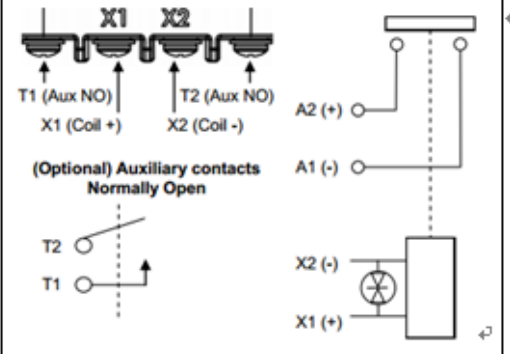 X1 X2
T1 (Aux NO) T2 (Aux NO)
X1 (Coil +) X2 (Coil -)
(Optional) Auxiliary contacts
Normally Open
T2
T1
A2 (+)
A1 (-)
X2 (-)
X1 (+)